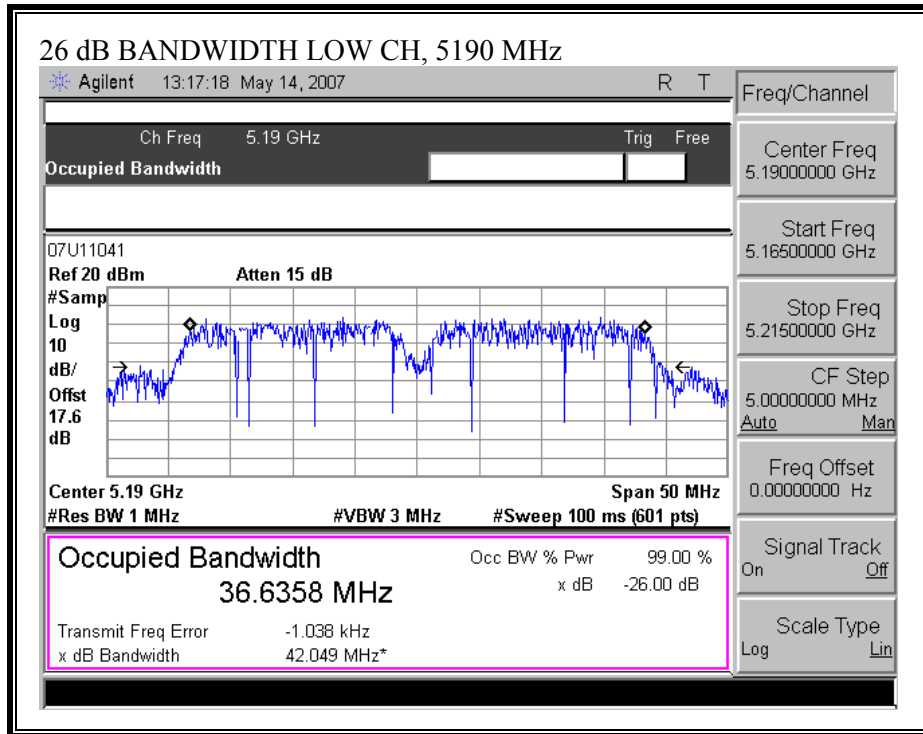 26 dB BANDWIDTH LOW CH, 5190 MHz
Agilent 13:17:18 May 14, 2007 R T
Ch Freq 5.19 GHz Trig Free
Occupied Bandwidth
07U11041
Ref 20 dBm Atten 15 dB
#Samp
Log
10
dB/
Offst
17.6
dB
Center 5.19 GHz Span 50 MHz
#Res BW 1 MHz #VBW 3 MHz #Sweep 100 ms (601 pts)
Occupied Bandwidth Occ BW % Pwr 99.00 %
36.6358 MHz x dB -26.00 dB
Transmit Freq Error -1.038 kHz
x dB Bandwidth 42.049 MHz*
Freq/Channel
Center Freq
5.19000000 GHz
Start Freq
5.16500000 GHz
Stop Freq
5.21500000 GHz
CF Step
5.00000000 MHz
Auto Man
Freq Offset
0.00000000 Hz
Signal Track
On Off
Scale Type
Log Lin